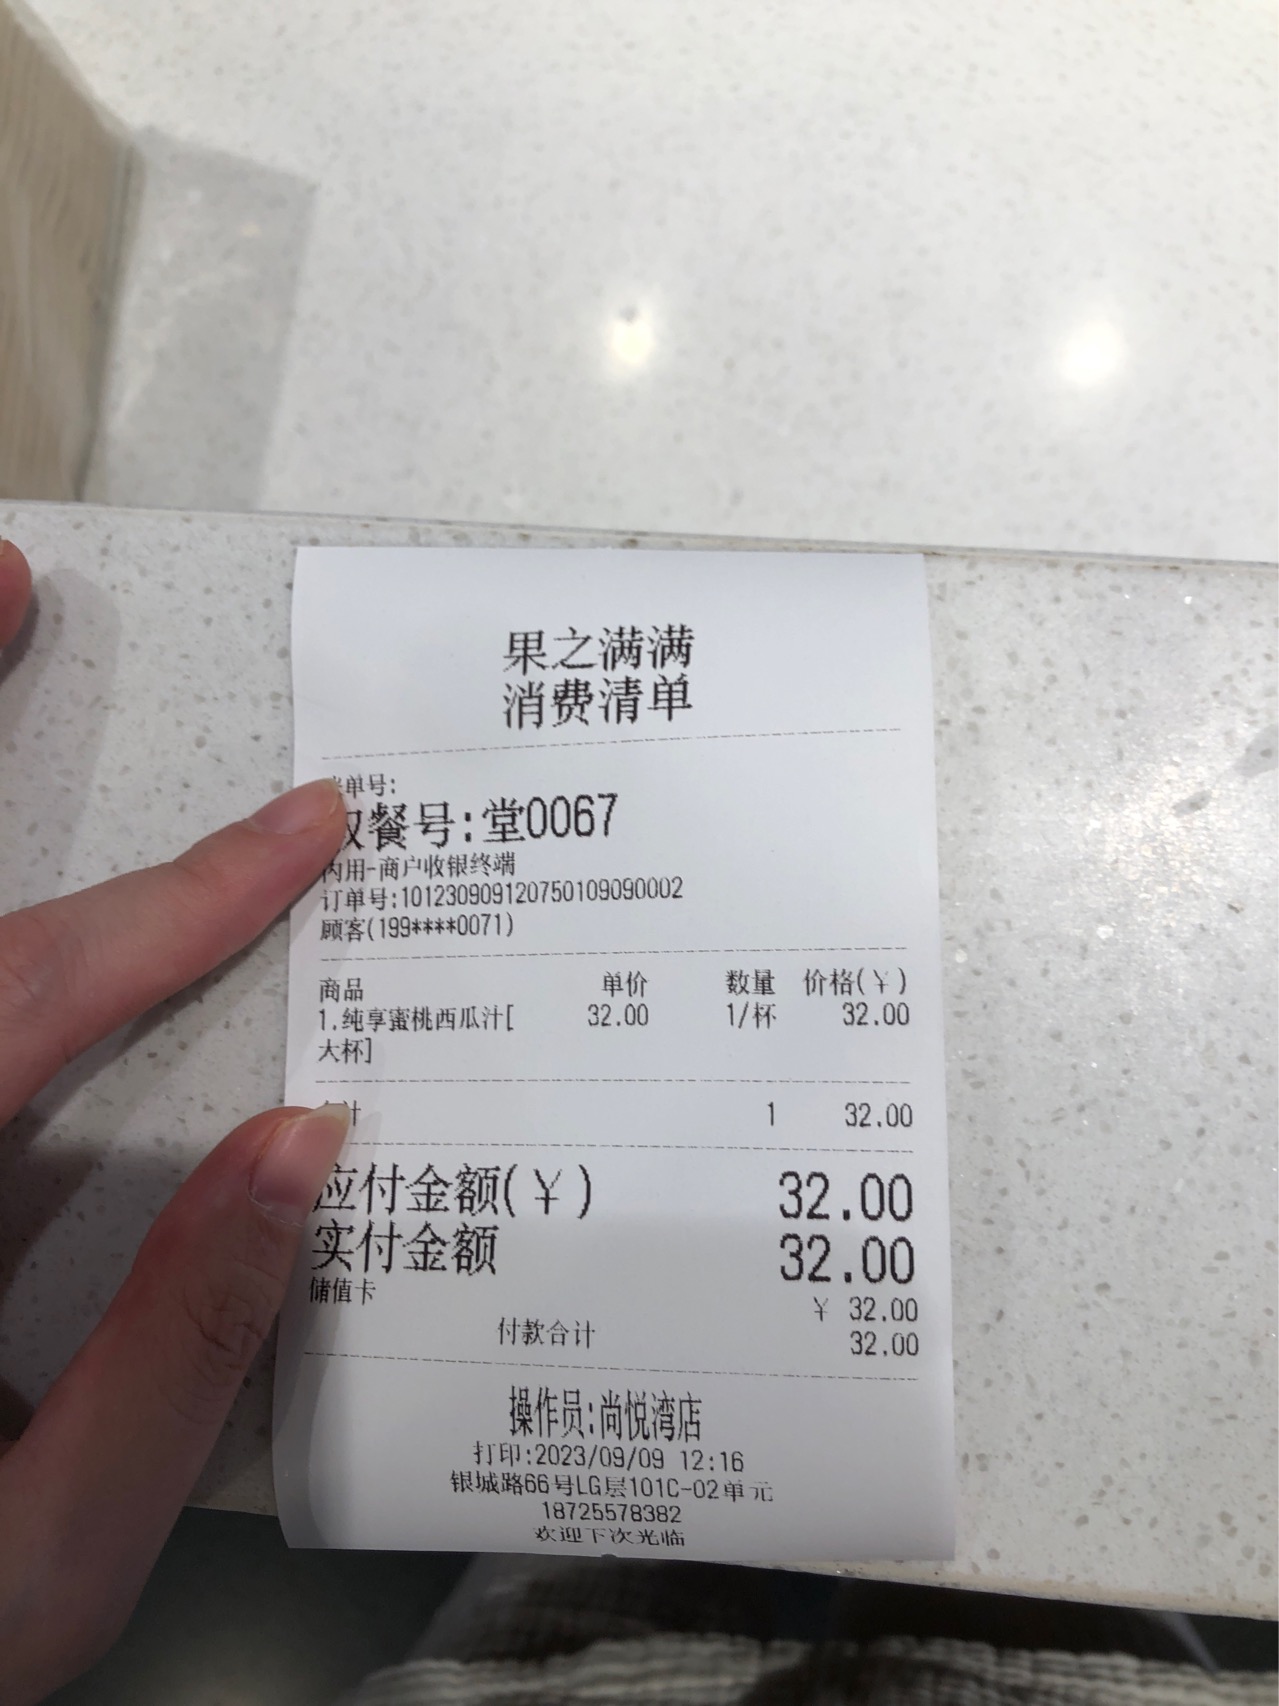 果之满满
消费清单
单号:
餐号:堂0067
内用-商户收银终端
订单号:101230909120750109090002
顾客(199****0071)
商品 单价 数量 价格(¥)
1.纯享蜜桃西瓜汁[ 32.00 1/杯 32.00
大杯]
计 1 32.00
应付金额(¥) 32.00
实付金额 32.00
储值卡 ¥ 32.00
付款合计 32.00
操作员:尚悦湾店
打印:2023/09/09 12:16
银城路66号LG层101C-02单元
18725578382
欢迎下次光临